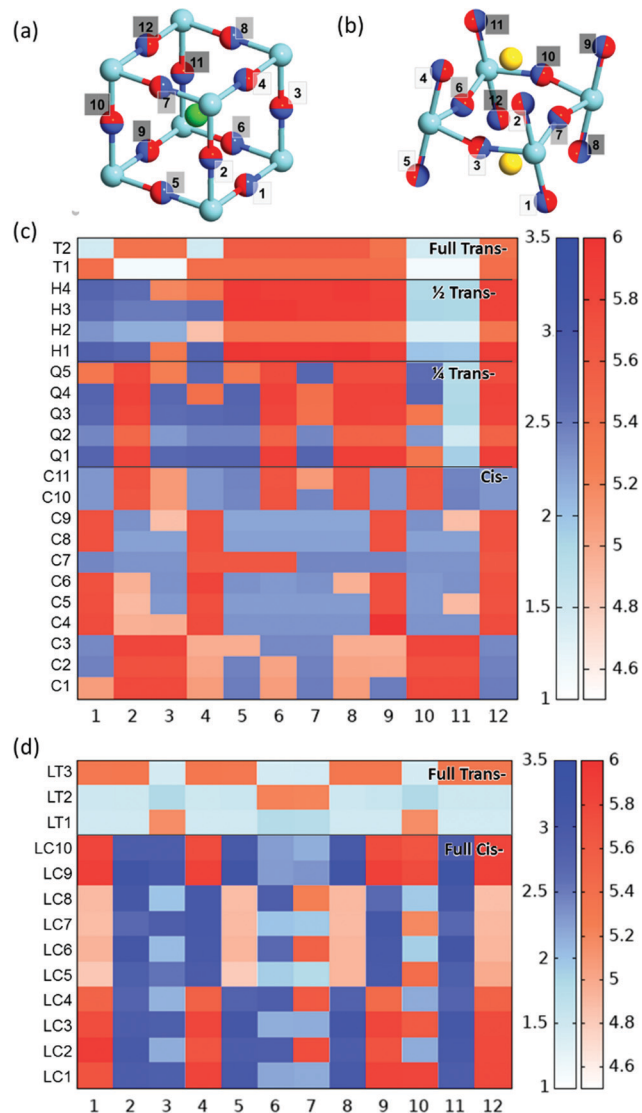 (a)
12
8
11
4
3
7
10
9
6
2
5
1
(b)
11
9
4
10
6
12
2
7
3
8
5
1
(c)
T2
T1
H4
H3
H2
H1
Q5
Q4
Q3
Q2
Q1
C11
C10
C9
C8
C7
C6
C5
C4
C3
C2
C1
Full Trans-
½ Trans-
¼ Trans-
Cis-
1 2 3 4 5 6 7 8 9 10 11 12
3.5
3
2.5
2
1.5
1
6
5.8
5.6
5.4
5.2
5
4.8
4.6
(d)
LT3
LT2
LT1
LC10
LC9
LC8
LC7
LC6
LC5
LC4
LC3
LC2
LC1
Full Trans-
Full Cis-
1 2 3 4 5 6 7 8 9 10 11 12
3.5
3
2.5
2
1.5
1
6
5.8
5.6
5.4
5.2
5
4.8
4.6